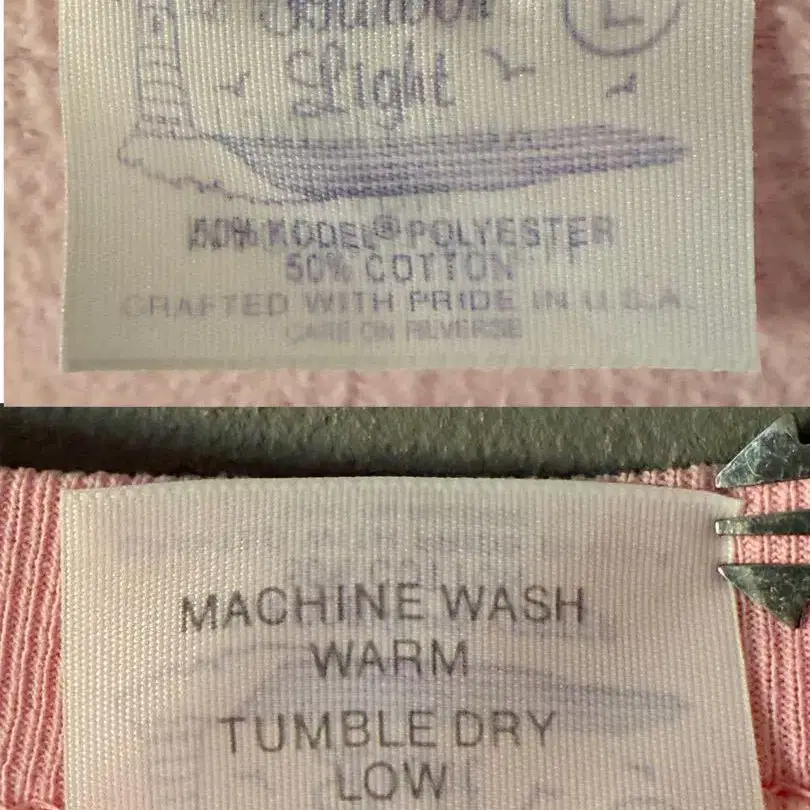 L
Light
50% KODEL® POLYESTER
50% COTTON
CRAFTED WITH PRIDE IN U.S.A.
CARE ON REVERSE
MACHINE WASH
WARM
TUMBLE DRY
LOW